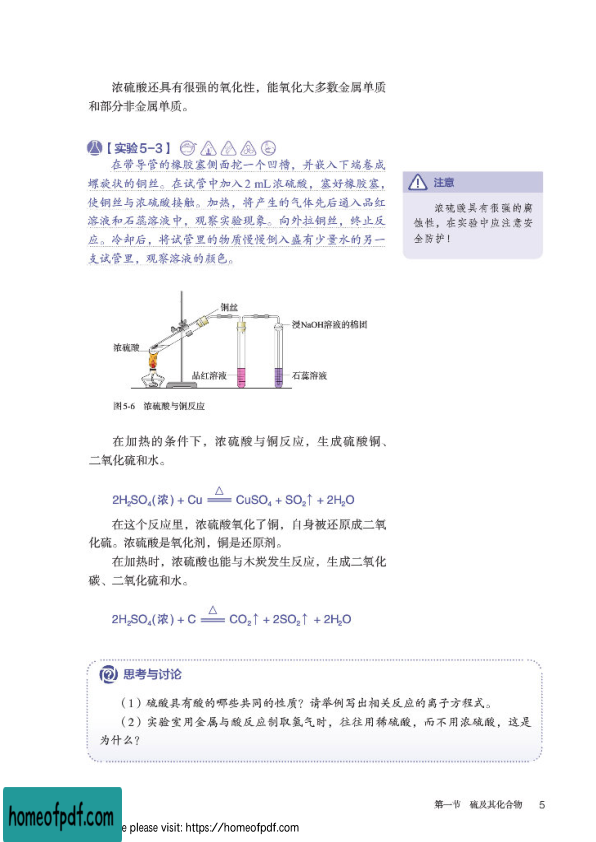 浓硫酸还具有很强的氧化性，能氧化大多数金属单质
和部分非金属单质。
【实验5-3】
在带导管的橡胶塞侧面挖一个凹槽，并嵌入下端卷成
螺旋状的铜丝。在试管中加入2 mL浓硫酸，塞好橡胶塞，
使铜丝与浓硫酸接触。加热，将产生的气体先后通入品红
溶液和石蕊溶液中，观察实验现象。向外拉铜丝，终止反
应。冷却后，将试管里的物质慢慢倒入盛有少量水的另一
支试管里，观察溶液的颜色。
注意
浓硫酸具有很强的腐
蚀性，在实验中应注意安
全防护！
铜丝
浸NaOH溶液的棉团
浓硫酸
品红溶液
石蕊溶液
图5-6 浓硫酸与铜反应
在加热的条件下，浓硫酸与铜反应，生成硫酸铜、
二氧化硫和水。
2H₂SO₄(浓) + Cu ≜ CuSO₄ + SO₂↑ + 2H₂O
在这个反应里，浓硫酸氧化了铜，自身被还原成二氧
化硫。浓硫酸是氧化剂，铜是还原剂。
在加热时，浓硫酸也能与木炭发生反应，生成二氧化
碳、二氧化硫和水。
2H₂SO₄(浓) + C ≜ CO₂↑ + 2SO₂↑ + 2H₂O
思考与讨论
（1）硫酸具有酸的哪些共同的性质？请举例写出相关反应的离子方程式。
（2）实验室用金属与酸反应制取氢气时，往往用稀硫酸，而不用浓硫酸，这是
为什么？
第一节 硫及其化合物 5
homeofpdf.com
e please visit: https://homeofpdf.com